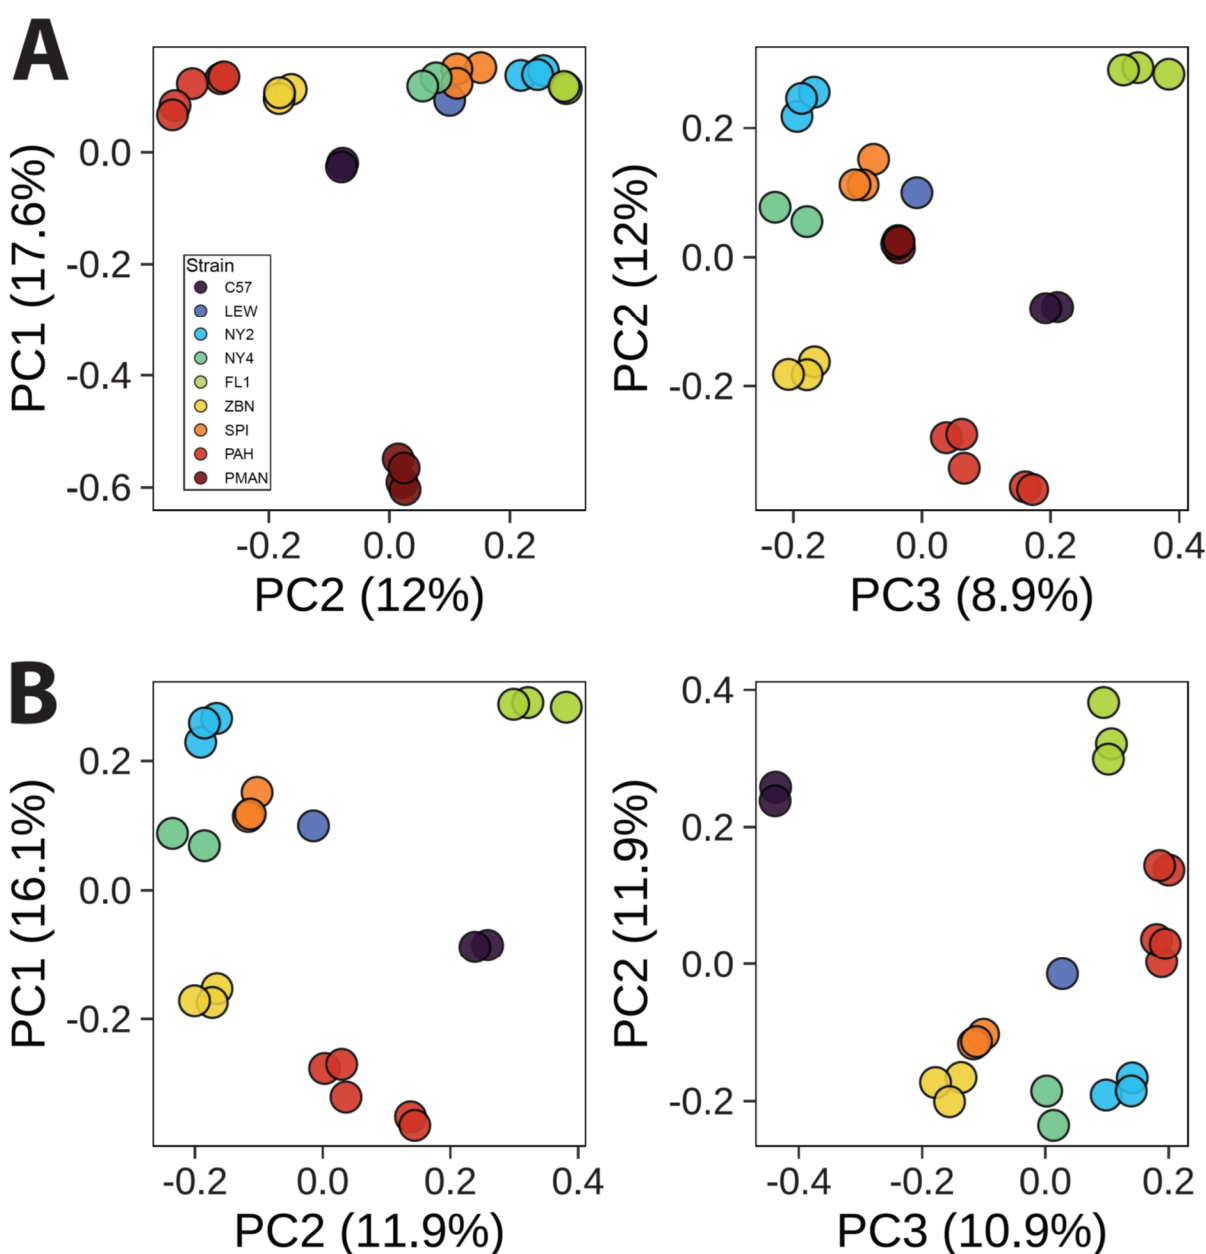 A
PC1 (17.6%)
0.0
-0.2
-0.4
-0.6
Strain
C57
LEW
NY2
NY4
FL1
ZBN
SPI
PAH
PMAN
-0.2 0.0 0.2
PC2 (12%)
PC2 (12%)
0.2
0.0
-0.2
-0.2 0.0 0.2 0.4
PC3 (8.9%)
B
PC1 (16.1%)
0.2
0.0
-0.2
-0.2 0.0 0.2 0.4
PC2 (11.9%)
PC2 (11.9%)
0.4
0.2
0.0
-0.2
-0.4 -0.2 0.0 0.2
PC3 (10.9%)